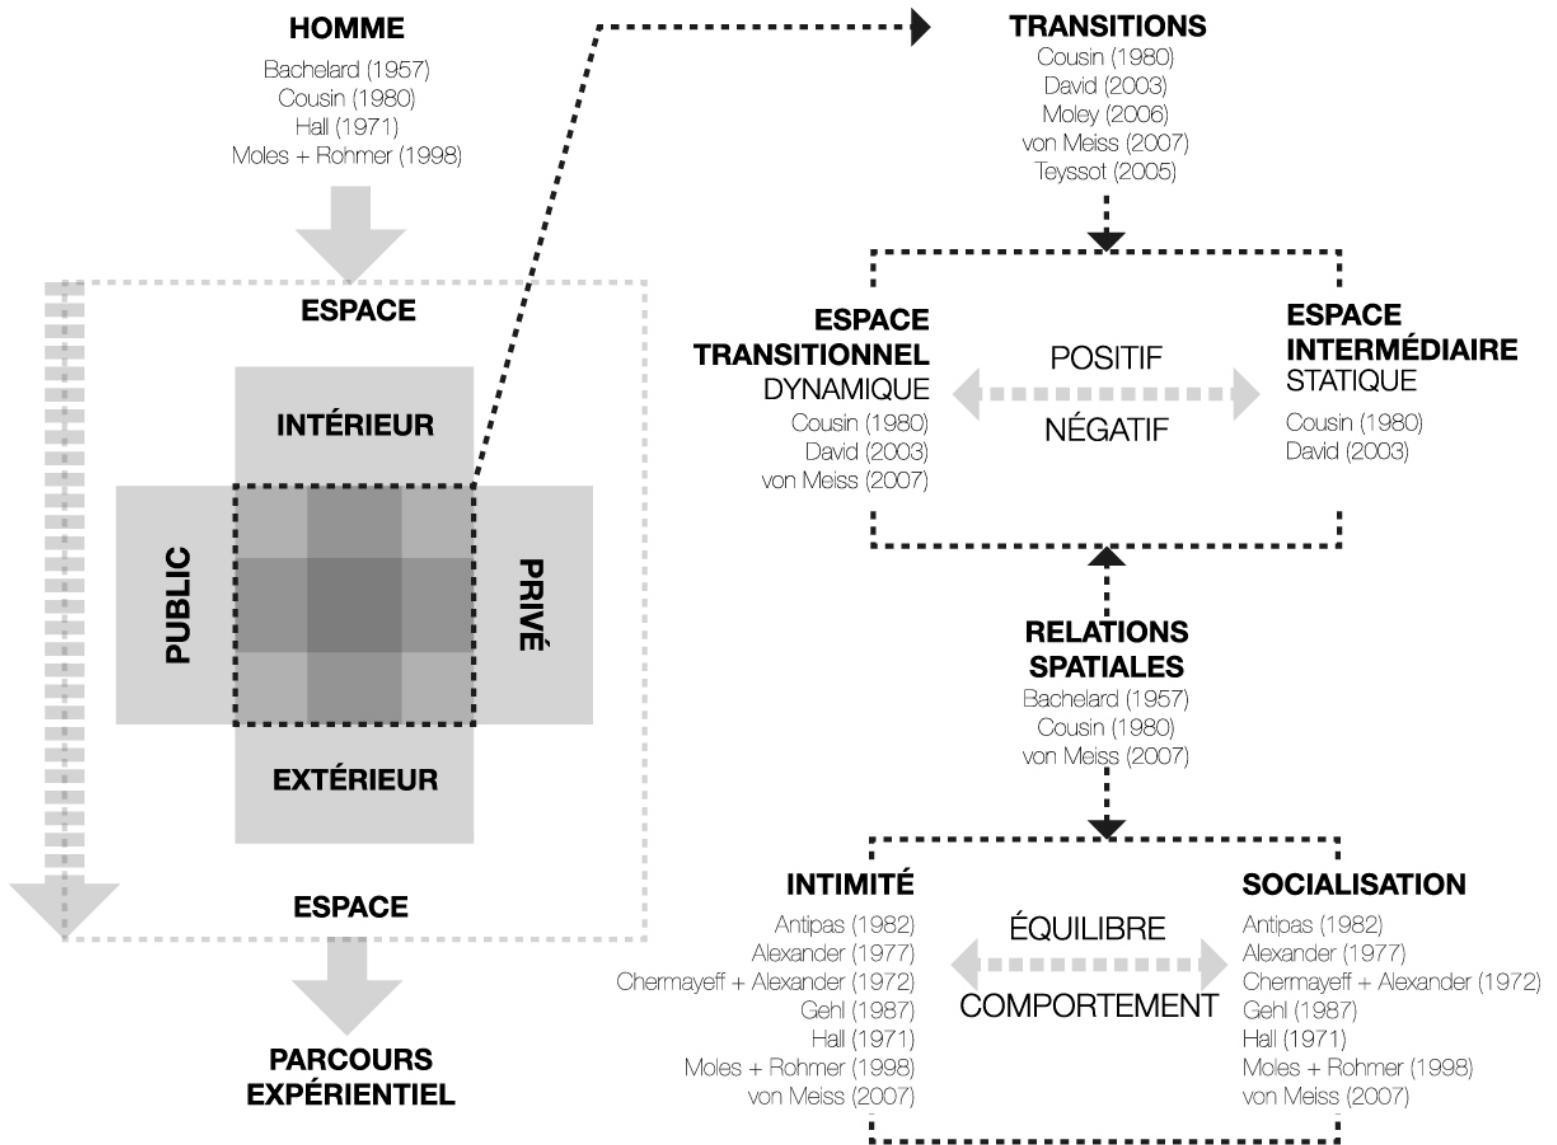 HOMME
Bachelard (1957)
Cousin (1980)
Hall (1971)
Moles + Rohmer (1998)
ESPACE
INTÉRIEUR
PUBLIC
PRIVÉ
EXTÉRIEUR
ESPACE
PARCOURS
EXPÉRIENTIEL
TRANSITIONS
Cousin (1980)
David (2003)
Moley (2006)
von Meiss (2007)
Teyssot (2005)
ESPACE
TRANSITIONNEL
DYNAMIQUE
Cousin (1980)
David (2003)
von Meiss (2007)
POSITIF
NÉGATIF
ESPACE
INTERMÉDIAIRE
STATIQUE
Cousin (1980)
David (2003)
RELATIONS
SPATIALES
Bachelard (1957)
Cousin (1980)
von Meiss (2007)
INTIMITÉ
Antipas (1982)
Alexander (1977)
Chermayeff + Alexander (1972)
Gehl (1987)
Hall (1971)
Moles + Rohmer (1998)
von Meiss (2007)
ÉQUILIBRE
COMPORTEMENT
SOCIALISATION
Antipas (1982)
Alexander (1977)
Chermayeff + Alexander (1972)
Gehl (1987)
Hall (1971)
Moles + Rohmer (1998)
von Meiss (2007)